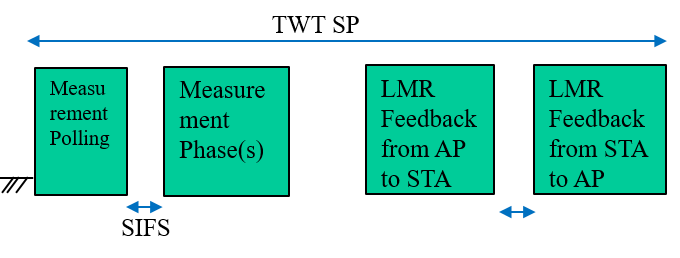 TWT SP
Measu
rement
Polling
Measure
ment
Phase(s)
LMR
Feedback
from AP
to STA
LMR
Feedback
from STA
to AP
SIFS